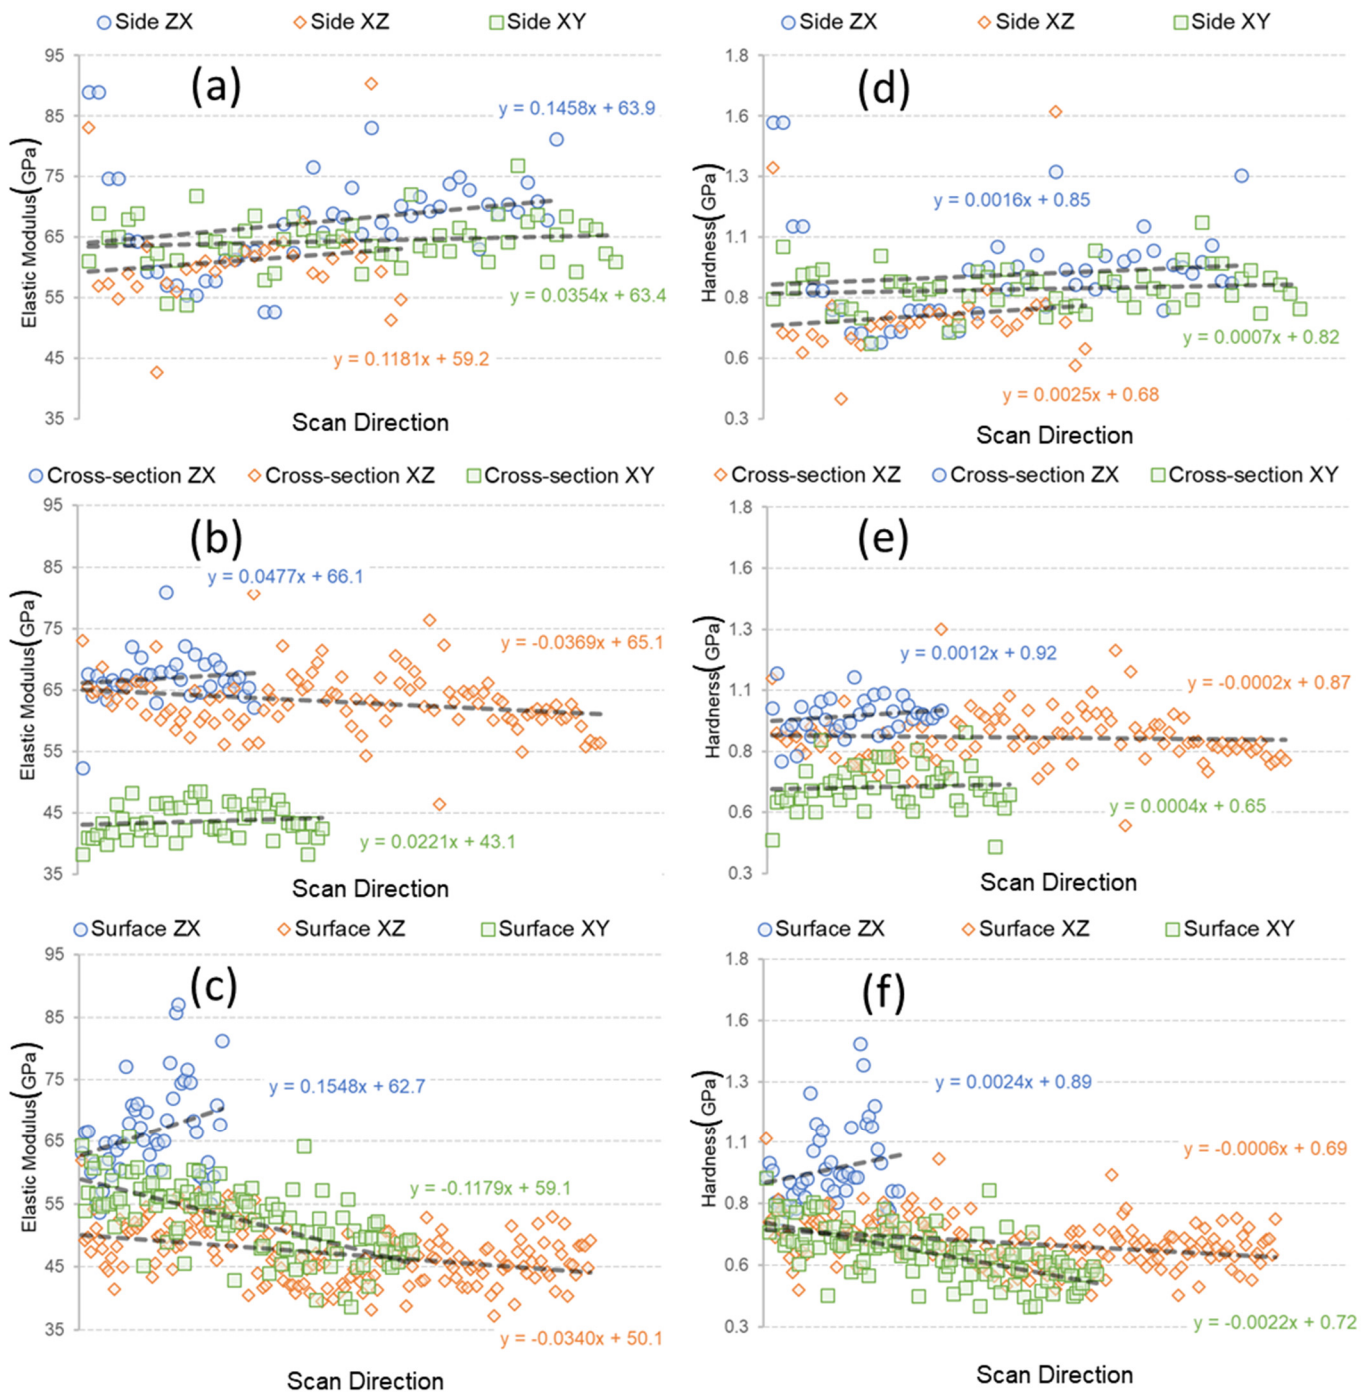 Side ZX Side XZ Side XY
95
85
75
65
55
45
35
Elastic Modulus(GPa)
(a)
y = 0.1458x + 63.9
y = 0.0354x + 63.4
y = 0.1181x + 59.2
Scan Direction
Side ZX Side XZ Side XY
1.8
1.6
1.3
1.1
0.8
0.6
0.3
Hardness(GPa)
(d)
y = 0.0016x + 0.85
y = 0.0007x + 0.82
y = 0.0025x + 0.68
Scan Direction
Cross-section ZX Cross-section XZ Cross-section XY
95
85
75
65
55
45
35
Elastic Modulus(GPa)
(b)
y = 0.0477x + 66.1
y = -0.0369x + 65.1
y = 0.0221x + 43.1
Scan Direction
Cross-section XZ Cross-section ZX Cross-section XY
1.8
1.6
1.3
1.1
0.8
0.6
0.3
Harderss(GPa)
(e)
y = 0.0012x + 0.92
y = -0.0002x + 0.87
y = 0.0004x + 0.65
Scan Direction
Surface ZX Surface XZ Surface XY
95
85
75
65
55
45
35
Elastic Modulus(GPa)
(c)
y = 0.1548x + 62.7
y = -0.1179x + 59.1
y = -0.0340x + 50.1
Scan Direction
Surface ZX Surface XZ Surface XY
1.8
1.6
1.3
1.1
0.8
0.6
0.3
Hardness(GPa)
(f)
y = 0.0024x + 0.89
y = -0.0006x + 0.69
y = -0.0022x + 0.72
Scan Direction